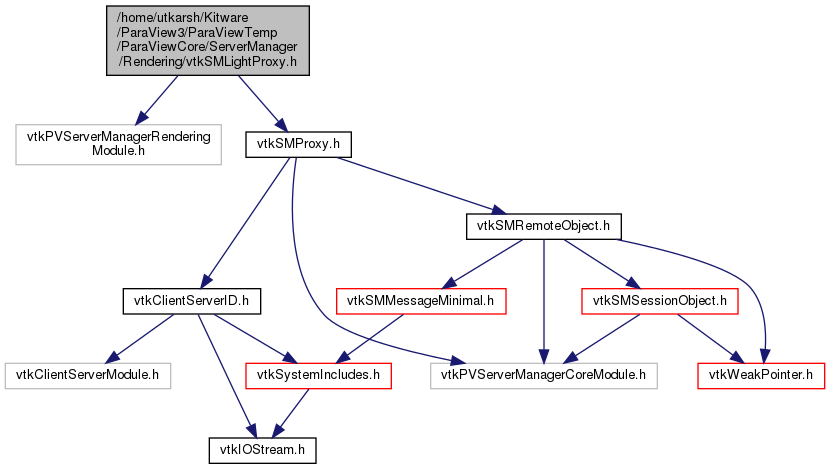 /home/utkarsh/Kitware
/ParaView3/ParaViewTemp
/ParaViewCore/ServerManager
/Rendering/vtkSMLightProxy.h
vtkPVServerManagerRendering
Module.h
vtkSMProxy.h
vtkSMRemoteObject.h
vtkClientServerID.h
vtkSMMessageMinimal.h
vtkSMSessionObject.h
vtkClientServerModule.h
vtkSystemIncludes.h
vtkPVServerManagerCoreModule.h
vtkWeakPointer.h
vtkIOStream.h